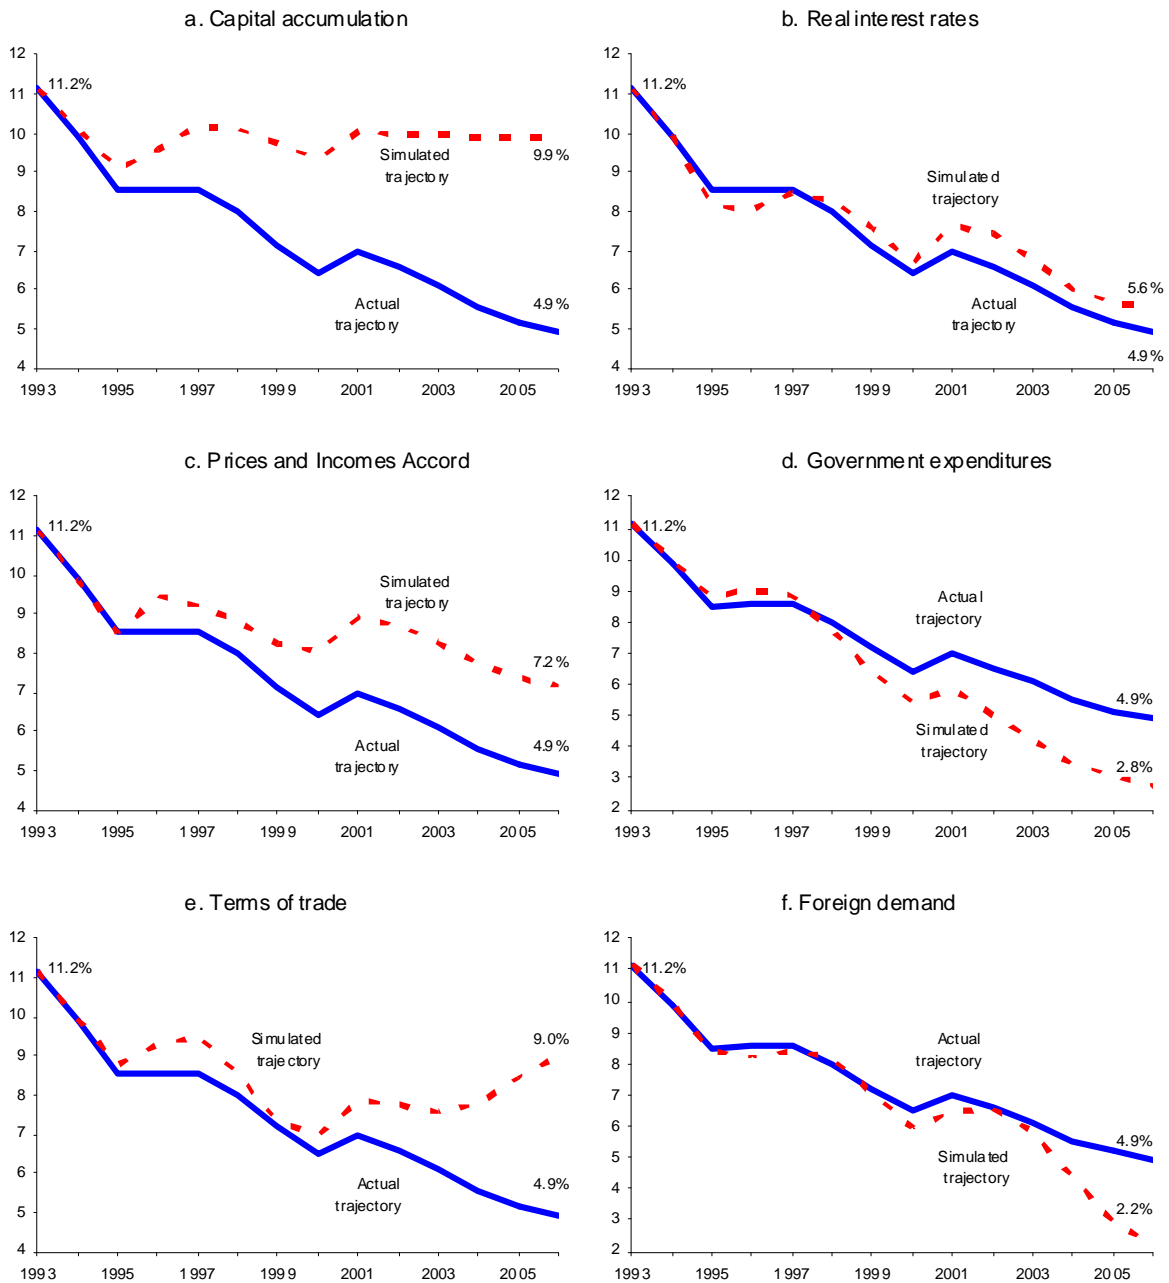 a. Capital accumulation
12
11
10
9
8
7
6
5
4
11.2%
Simulated
trajectory
9.9%
Actual
trajectory
4.9%
1993 1995 1997 1999 2001 2003 2005
b. Real interest rates
12
11
10
9
8
7
6
5
4
11.2%
Simulated
trajectory
5.6%
Actual
trajectory
4.9%
1993 1995 1997 1999 2001 2003 2005
c. Prices and Incomes Accord
12
11
10
9
8
7
6
5
4
11.2%
Simulated
trajectory
7.2%
Actual
trajectory
4.9%
1993 1995 1997 1999 2001 2003 2005
d. Government expenditures
12
11
10
9
8
7
6
5
4
3
2
11.2%
Actual
trajectory
4.9%
Simulated
trajectory
2.8%
1993 1995 1997 1999 2001 2003 2005
e. Terms of trade
12
11
10
9
8
7
6
5
4
11.2%
Simulated
trajectory
9.0%
Actual
trajectory
4.9%
1993 1995 1997 1999 2001 2003 2005
f. Foreign demand
12
11
10
9
8
7
6
5
4
3
2
11.2%
Actual
trajectory
4.9%
Simulated
trajectory
2.2%
1993 1995 1997 1999 2001 2003 2005